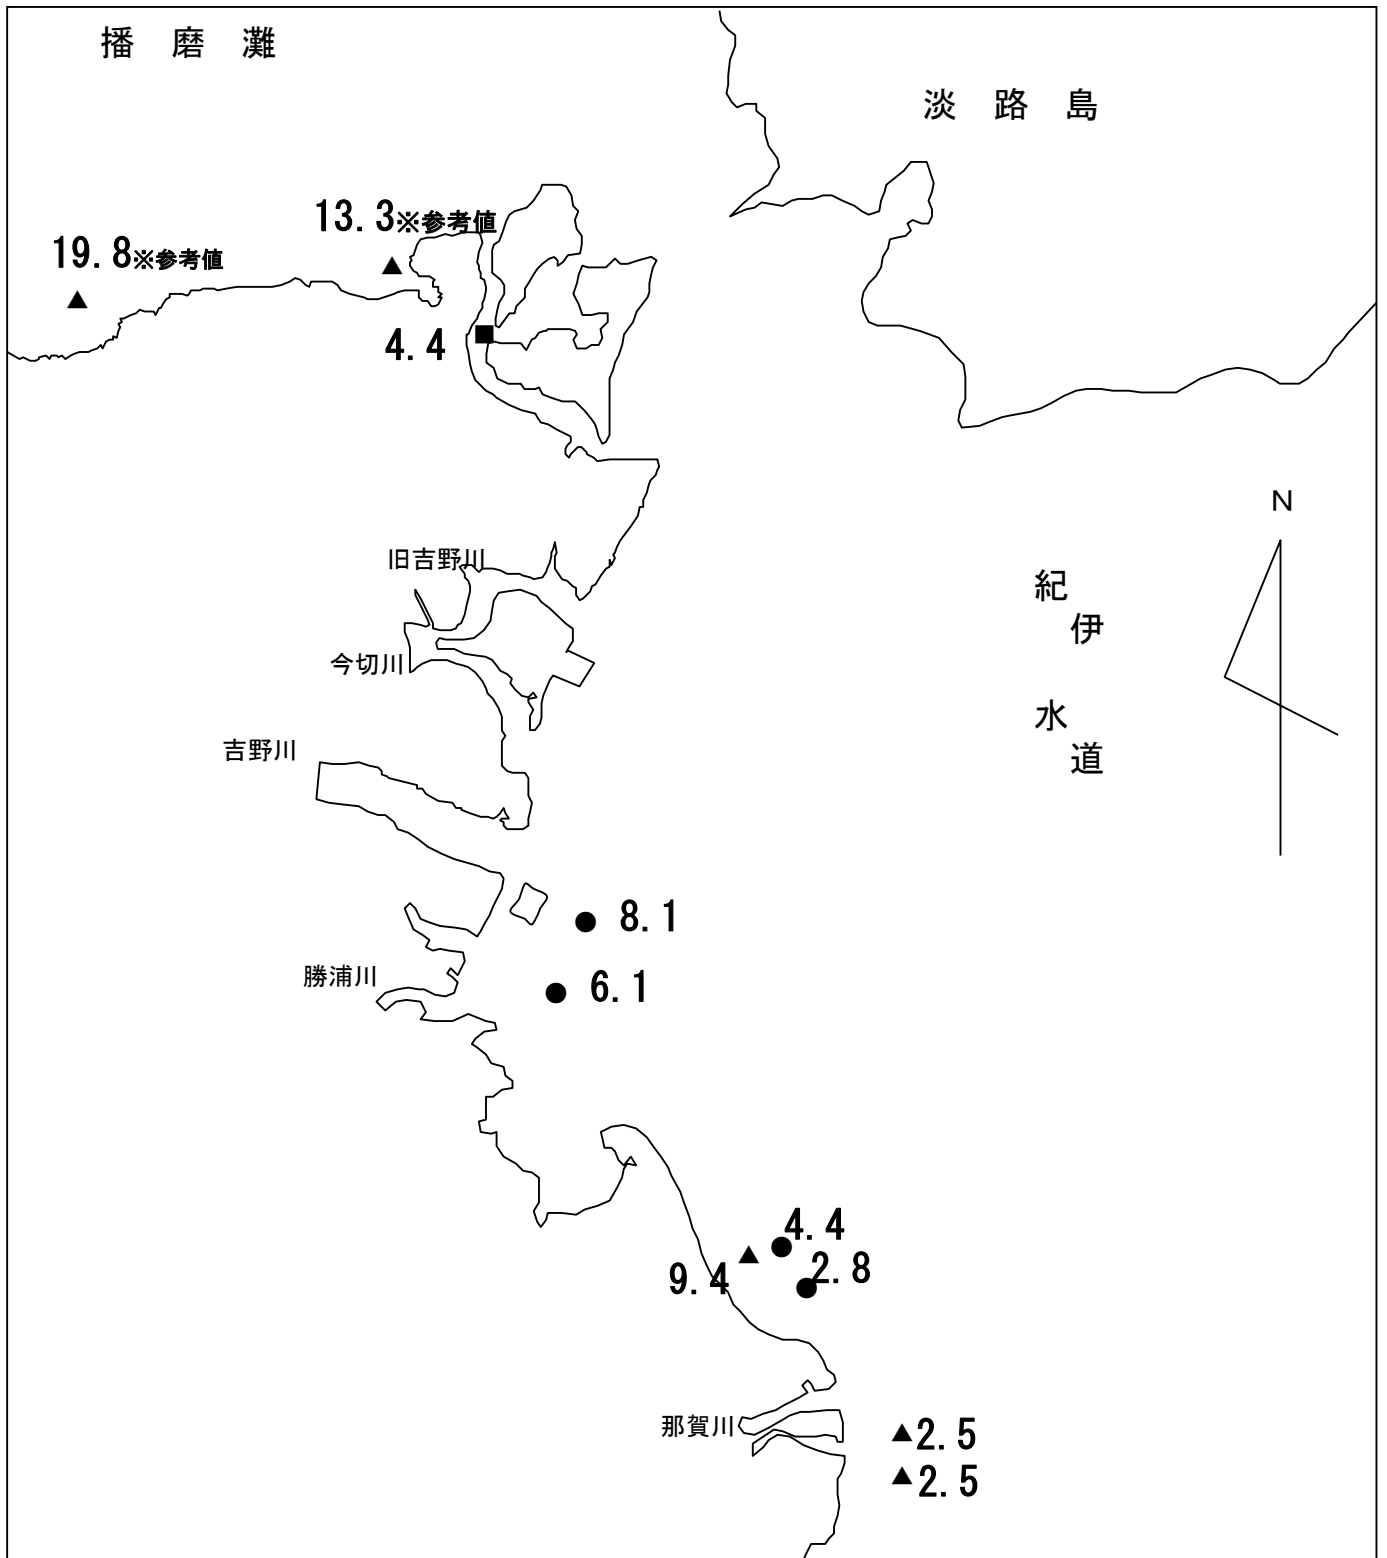 播磨灘
淡路島
13.3※参考値
19.8※参考値
4.4
N
旧吉野川
紀伊水道
今切川
吉野川
8.1
勝浦川
6.1
4.4
2.8
9.4
那賀川
2.5
2.5